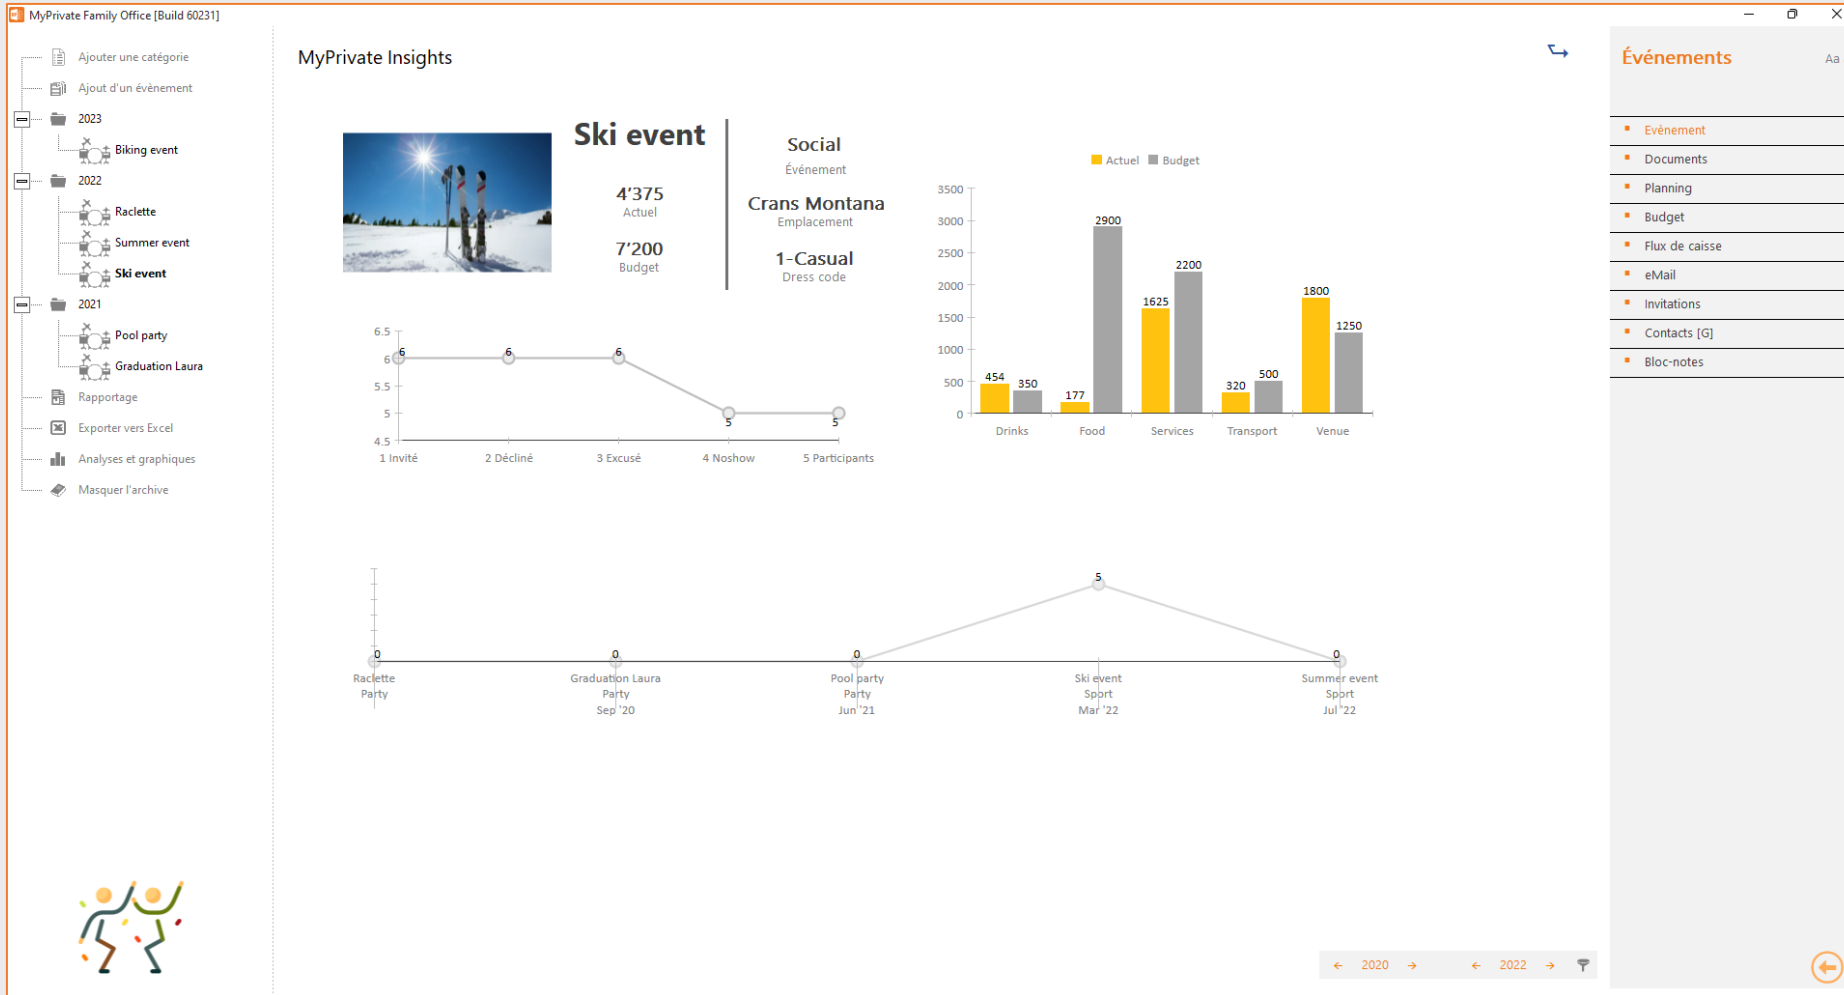 MyPrivate Family Office [Build 60231]
Ajouter une catégorie
Ajout d'un évènement
2023
Biking event
2022
Raclette
Summer event
Ski event
2021
Pool party
Graduation Laura
Rapportage
Exporter vers Excel
Analyses et graphiques
Masquer l'archive
MyPrivate Insights
Ski event
4’375
Actuel
7’200
Budget
Social
Événement
Crans Montana
Emplacement
1-Casual
Dress code
Actuel Budget
3500
3000
2500
2000
1500
1000
500
0
454 350
177 2900
1625 2200
320 500
1800 1250
Drinks Food Services Transport Venue
6.5
6
5.5
5
4.5
6 6 6 5 5
1 Invité 2 Décliné 3 Excusé 4 Noshow 5 Participants
0 0 0 5 0
Raclette Graduation Laura Pool party Ski event Summer event
Party Party Party Sport Sport
Sep '20 Jun '21 Mar '22 Jul '22
2020 2022
Événements Aa
Evènement
Documents
Planning
Budget
Flux de caisse
eMail
Invitations
Contacts [G]
Bloc-notes